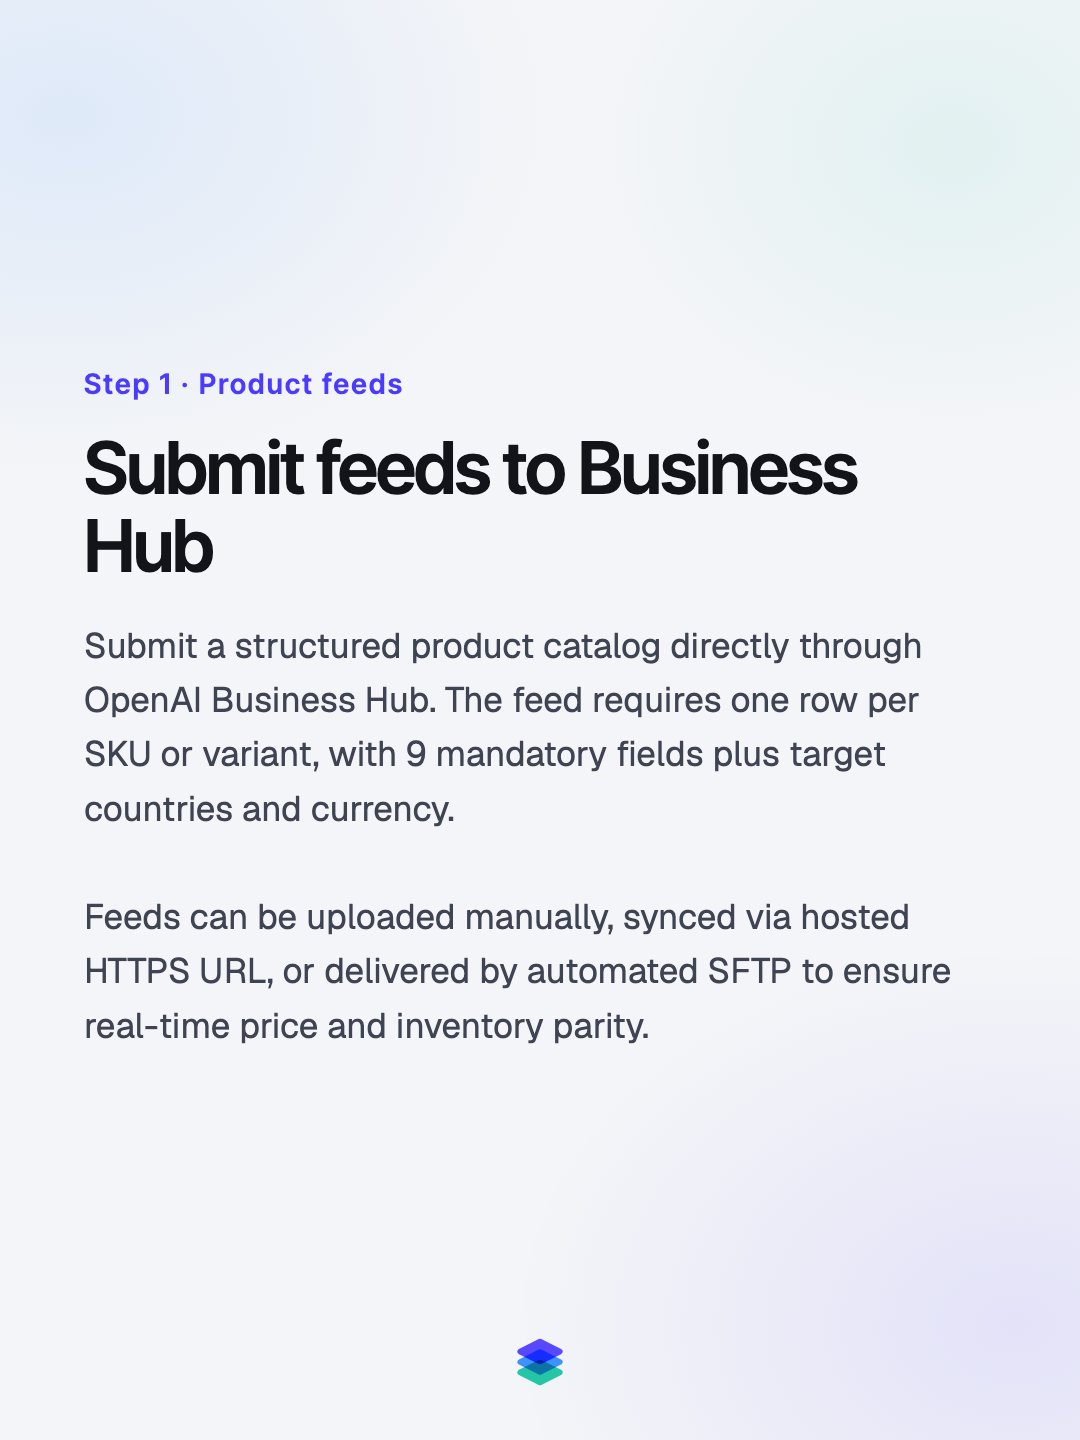 Step 1 · Product feeds
Submit feeds to Business
Hub
Submit a structured product catalog directly through
OpenAI Business Hub. The feed requires one row per
SKU or variant, with 9 mandatory fields plus target
countries and currency.
Feeds can be uploaded manually, synced via hosted
HTTPS URL, or delivered by automated SFTP to ensure
real-time price and inventory parity.